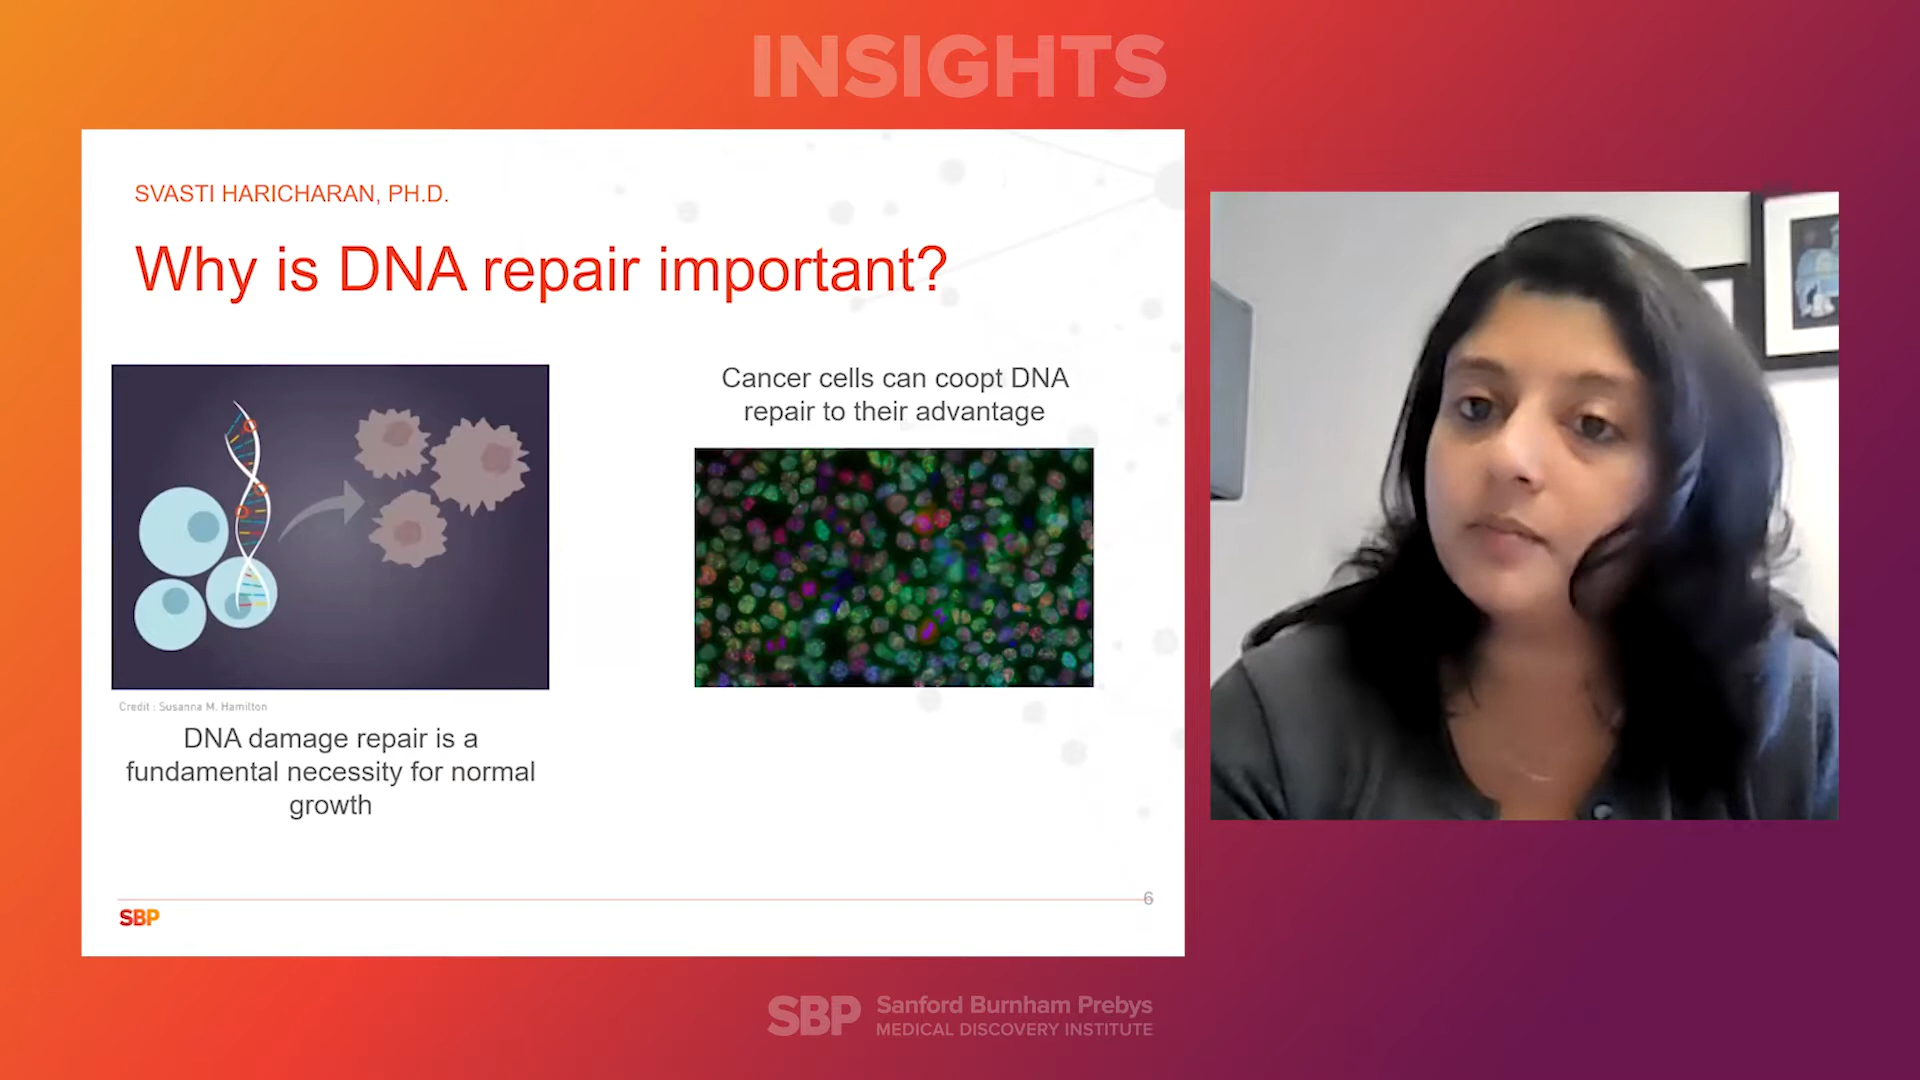 INSIGHTS
SVASTI HARICHARAN, PH.D.
Why is DNA repair important?
Cancer cells can coopt DNA
repair to their advantage
Credit : Susanna M. Hamilton
DNA damage repair is a
fundamental necessity for normal
growth
6
SBP
SBP
Sanford Burnham Prebys
MEDICAL DISCOVERY INSTITUTE